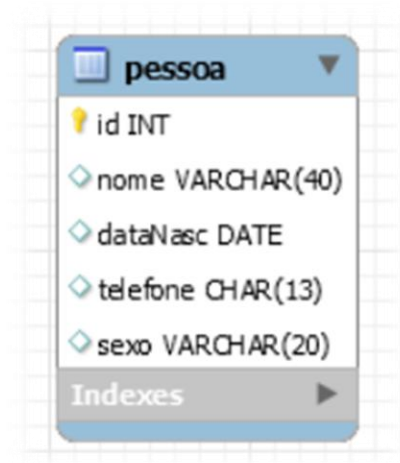 pessoa
id INT
nome VARCHAR(40)
dataNasc DATE
telefone CHAR(13)
sexo VARCHAR(20)
Indexes